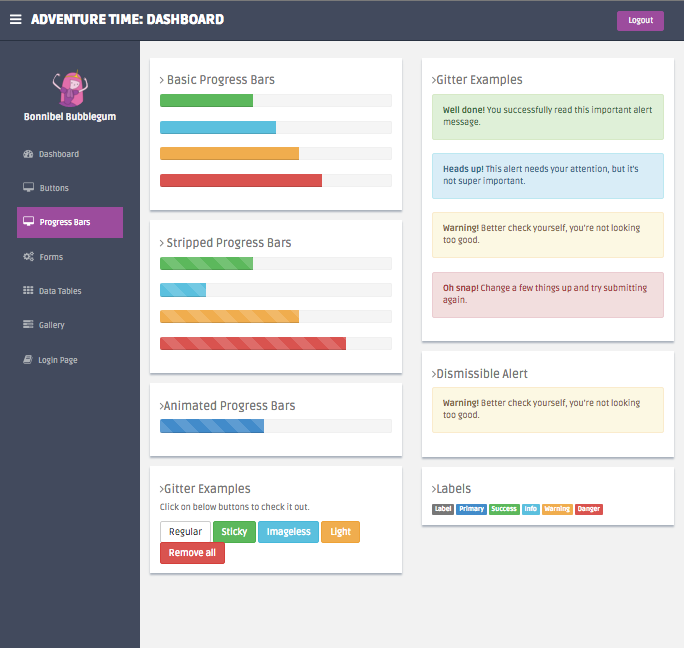 ADVENTURE TIME: DASHBOARD
Logout
Bonnibel Bubblegum
Dashboard
Buttons
Progress Bars
Forms
Data Tables
Gallery
Login Page
> Basic Progress Bars
> Stripped Progress Bars
>Animated Progress Bars
>Gitter Examples
Click on below buttons to check it out.
Regular Sticky Imageless Light
Remove all
>Gitter Examples
Well done! You successfully read this important alert
message.
Heads up! This alert needs your attention, but it's
not super important.
Warning! Better check yourself, you're not looking
too good.
Oh snap! Change a few things up and try submitting
again.
>Dismissible Alert
Warning! Better check yourself, you're not looking
too good.
>Labels
Label Primary Success Info Warning Danger